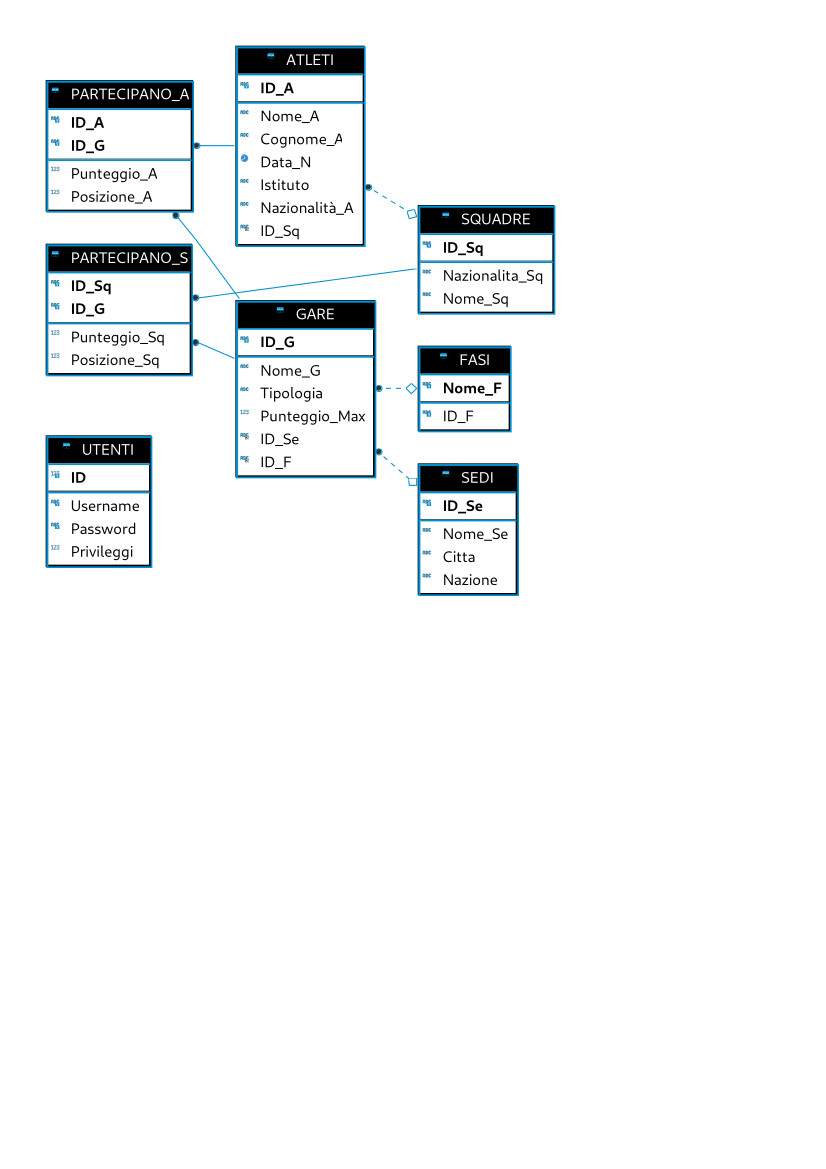 PARTECIPANO_A
ID_A
ID_G
Punteggio_A
Posizione_A
ATLETI
ID_A
Nome_A
Cognome_A
Data_N
Istituto
Nazionalità_A
ID_Sq
SQUADRE
ID_Sq
Nazionalita_Sq
Nome_Sq
PARTECIPANO_S
ID_Sq
ID_G
Punteggio_Sq
Posizione_Sq
GARE
ID_G
Nome_G
Tipologia
Punteggio_Max
ID_Se
ID_F
FASI
Nome_F
ID_F
UTENTI
ID
Username
Password
Privileggi
SEDI
ID_Se
Nome_Se
Citta
Nazione